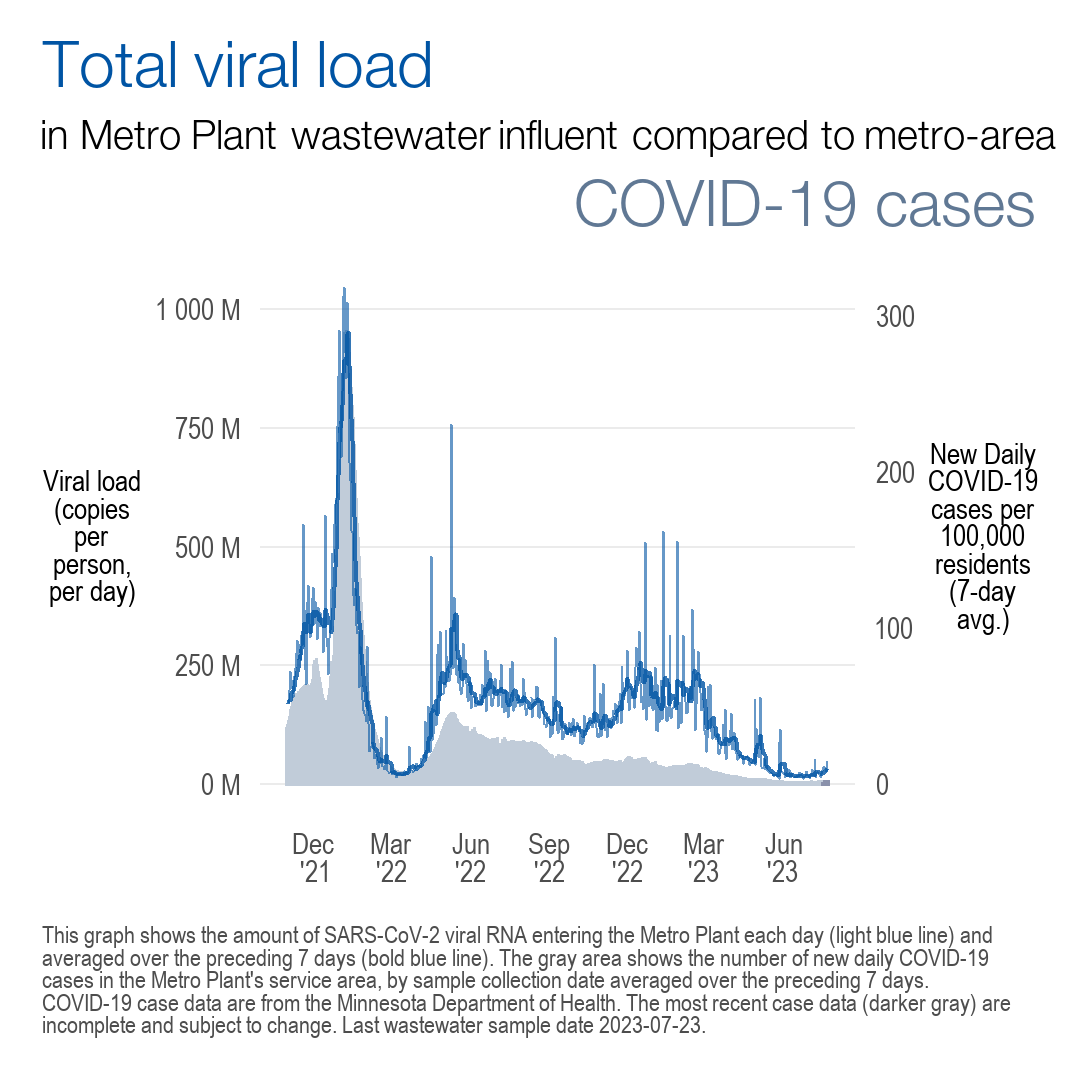 Total viral load
in Metro Plant wastewater influent compared to metro-area
COVID-19 cases
1 000 M
750 M
500 M
250 M
0 M
Viral load
(copies
per
person,
per day)
300
200
100
0
New Daily
COVID-19
cases per
100,000
residents
(7-day
avg.)
Dec Mar Jun Sep Dec Mar Jun
'21 '22 '22 '22 '22 '23 '23
This graph shows the amount of SARS-CoV-2 viral RNA entering the Metro Plant each day (light blue line) and
averaged over the preceding 7 days (bold blue line). The gray area shows the number of new daily COVID-19
cases in the Metro Plant's service area, by sample collection date averaged over the preceding 7 days.
COVID-19 case data are from the Minnesota Department of Health. The most recent case data (darker gray) are
incomplete and subject to change. Last wastewater sample date 2023-07-23.